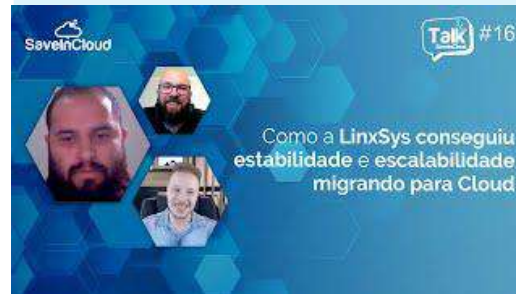 SaveInCloud
Talk #16
Como a LinxSys conseguiu
estabilidade e escalabilidade
migrando para Cloud